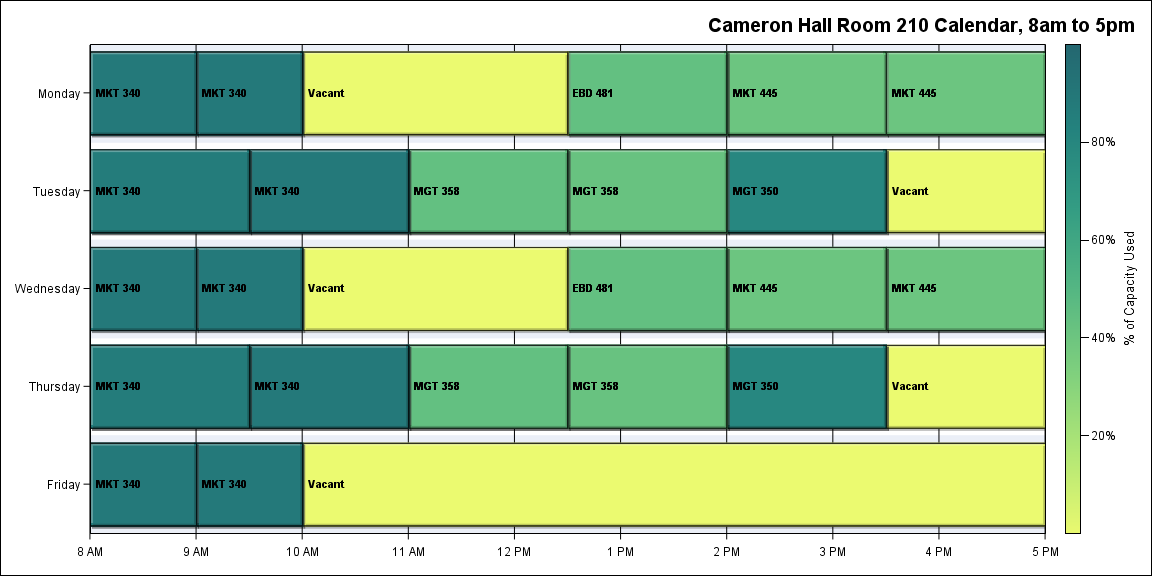 Cameron Hall Room 210 Calendar, 8am to 5pm
Monday
MKT 340
MKT 340
Vacant
EBD 481
MKT 445
MKT 445
Tuesday
MKT 340
MKT 340
MGT 358
MGT 358
MGT 350
Vacant
Wednesday
MKT 340
MKT 340
Vacant
EBD 481
MKT 445
MKT 445
Thursday
MKT 340
MKT 340
MGT 358
MGT 358
MGT 350
Vacant
Friday
MKT 340
MKT 340
Vacant
8 AM
9 AM
10 AM
11 AM
12 PM
1 PM
2 PM
3 PM
4 PM
5 PM
80%
60%
40%
20%
% of Capacity Used